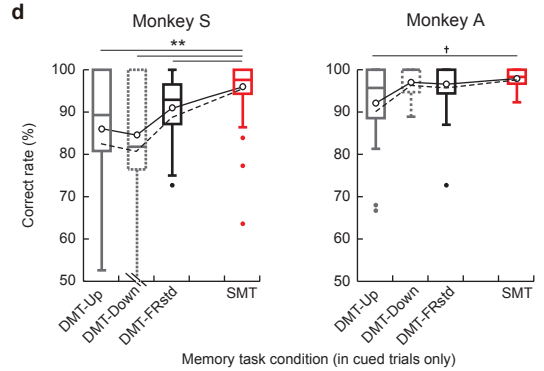 d
Monkey S
Monkey A
**
†
100
90
80
70
60
50
100
90
80
70
60
50
Correct rate (%)
DMT-Up
DMT-Down
DMT-FRstd
SMT
DMT-Up
DMT-Down
DMT-FRstd
SMT
Memory task condition (in cued trials only)